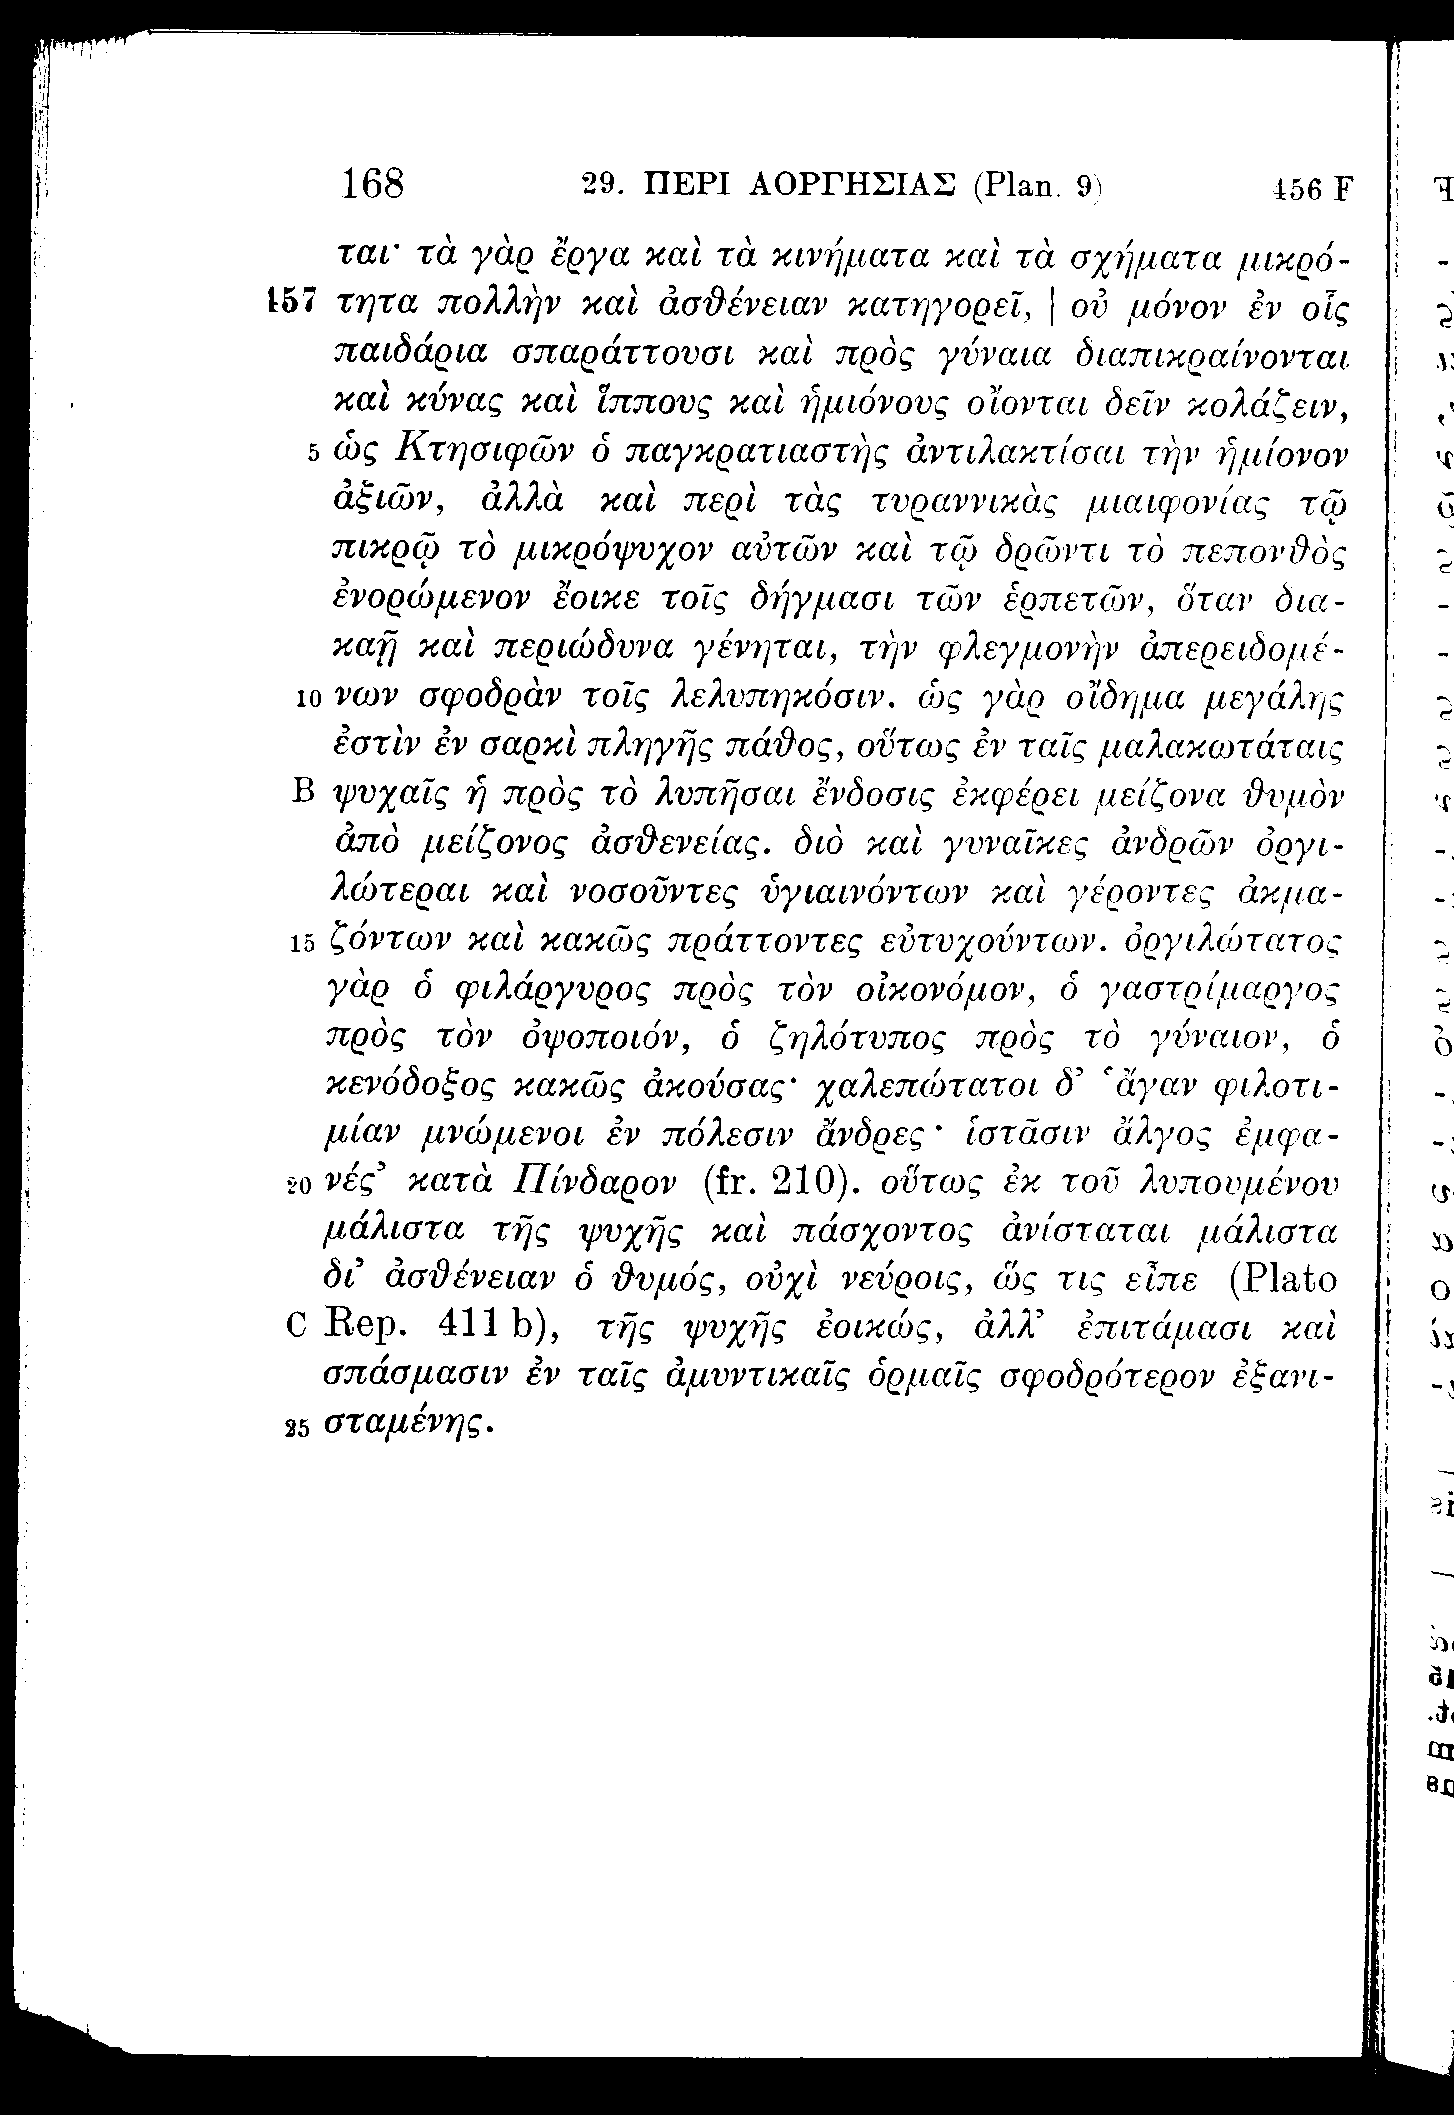 168 29. ΠΕΡΙ ΑΟΡΓΗΣΙΑΣ (Plan. 9) 456 F
ται· τὰ γὰρ ἔργα καὶ τὰ κινήματα καὶ τὰ σχήματα μικρό-
457 τητα πολλὴν καὶ ἀσθένειαν κατηγορεῖ, | οὐ μόνον ἐν οἷς
παιδάρια σπαράττουσι καὶ πρὸς γύναια διαπικραίνονται
καὶ κύνας καὶ ἵππους καὶ ἡμιόνους οἴονται δεῖν κολάζειν,
5 ὡς Κτησιφῶν ὁ παγκρατιαστὴς ἀντιλακτίσαι τὴν ἡμίονον
ἀξιῶν, ἀλλὰ καὶ περὶ τὰς τυραννικὰς μιαιφονίας τῷ
πικρῷ τὸ μικρόψυχον αὐτῶν καὶ τῷ δρῶντι τὸ πεπονθὸς
ἐνορώμενον ἔοικε τοῖς δήγμασι τῶν ἑρπετῶν, ὅταν δια-
καῇ καὶ περιώδυνα γένηται, τὴν φλεγμονὴν ἀπερειδομέ-
10 νων σφοδρὰν τοῖς λελυπηκόσιν. ὡς γὰρ οἴδημα μεγάλης
ἐστὶν ἐν σαρκὶ πληγῆς πάθος, οὕτως ἐν ταῖς μαλακωτάταις
B ψυχαῖς ἡ πρὸς τὸ λυπῆσαι ἔνδοσις ἐκφέρει μείζονα θυμὸν
ἀπὸ μείζονος ἀσθενείας. διὸ καὶ γυναῖκες ἀνδρῶν ὀργι-
λώτεραι καὶ νοσοῦντες ὑγιαινόντων καὶ γέροντες ἀκμα-
15 ζόντων καὶ κακῶς πράττοντες εὐτυχούντων. ὀργιλώτατος
γὰρ ὁ φιλάργυρος πρὸς τὸν οἰκονόμον, ὁ γαστρίμαργος
πρὸς τὸν ὀψοποιόν, ὁ ζηλότυπος πρὸς τὸ γύναιον, ὁ
κενόδοξος κακῶς ἀκούσας· χαλεπώτατοι δ’ ‘ἄγαν φιλοτι-
μίαν μνώμενοι ἐν πόλεσιν ἄνδρες· ἱστᾶσιν ἄλγος ἐμφα-
20 νές’ κατὰ Πίνδαρον (fr. 210). οὕτως ἐκ τοῦ λυπουμένου
μάλιστα τῆς ψυχῆς καὶ πάσχοντος ἀνίσταται μάλιστα
δι’ ἀσθένειαν ὁ θυμός, οὐχὶ νεύροις, ὥς τις εἶπε (Plato
C Rep. 411 b), τῆς ψυχῆς ἐοικώς, ἀλλ’ ἐπιτάμασι καὶ
σπάσμασιν ἐν ταῖς ἀμυντικαῖς ὁρμαῖς σφοδρότερον ἐξανι-
25 σταμένης.